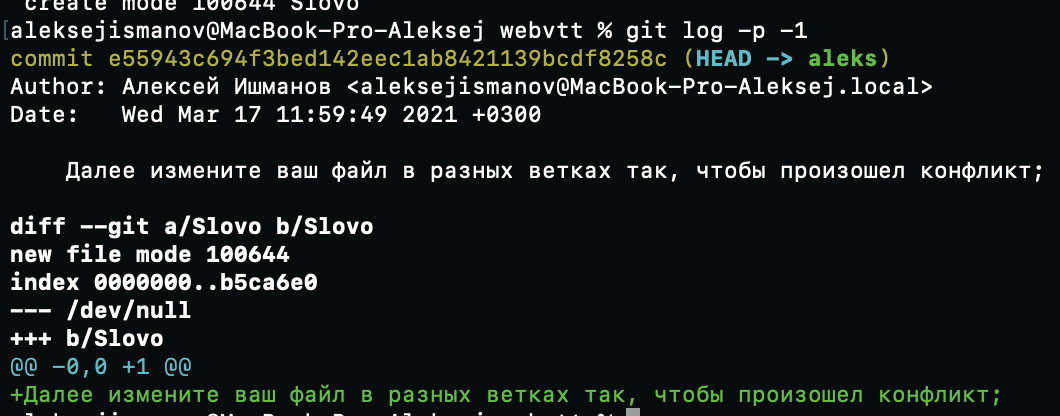 create mode 100644 Slovo
[aleksejismanov@MacBook-Pro-Aleksej webvtt % git log -p -1
commit e55943c694f3bed142eec1ab8421139bcdf8258c (HEAD -> aleks)
Author: Алексей Ишманов <aleksejismanov@MacBook-Pro-Aleksej.local>
Date:   Wed Mar 17 11:59:49 2021 +0300
    Далее измените ваш файл в разных ветках так, чтобы произошел конфликт;
diff --git a/Slovo b/Slovo
new file mode 100644
index 0000000..b5ca6e0
--- /dev/null
+++ b/Slovo
@@ -0,0 +1 @@
+Далее измените ваш файл в разных ветках так, чтобы произошел конфликт;
aleksejismanov@MacBook-Pro-Aleksej webvtt %